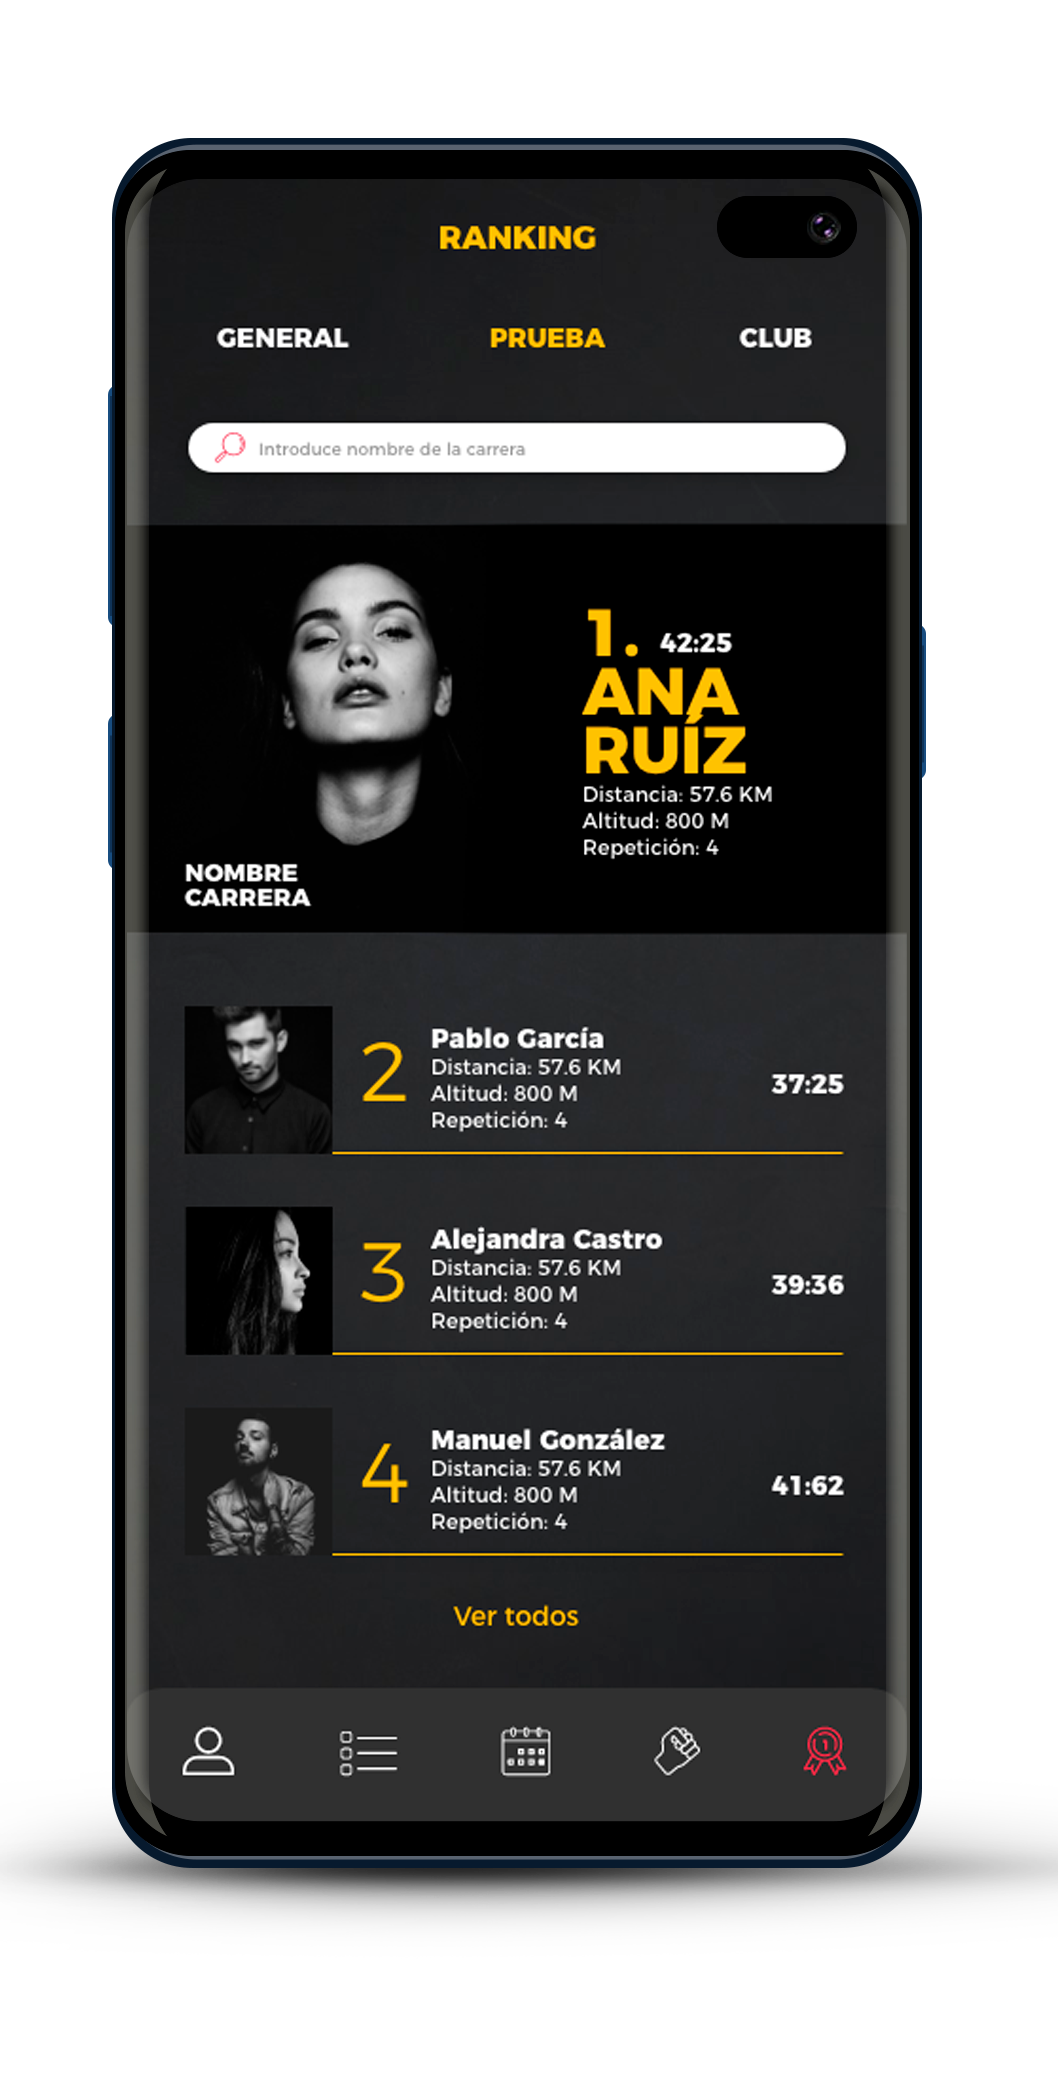 RANKING
GENERAL PRUEBA CLUB
Introduce nombre de la carrera
1. 42:25
ANA
RUÍZ
Distancia: 57.6 KM
Altitud: 800 M
Repetición: 4
NOMBRE
CARRERA
2
Pablo García
Distancia: 57.6 KM
Altitud: 800 M
Repetición: 4
37:25
3
Alejandra Castro
Distancia: 57.6 KM
Altitud: 800 M
Repetición: 4
39:36
4
Manuel González
Distancia: 57.6 KM
Altitud: 800 M
Repetición: 4
41:62
Ver todos
1